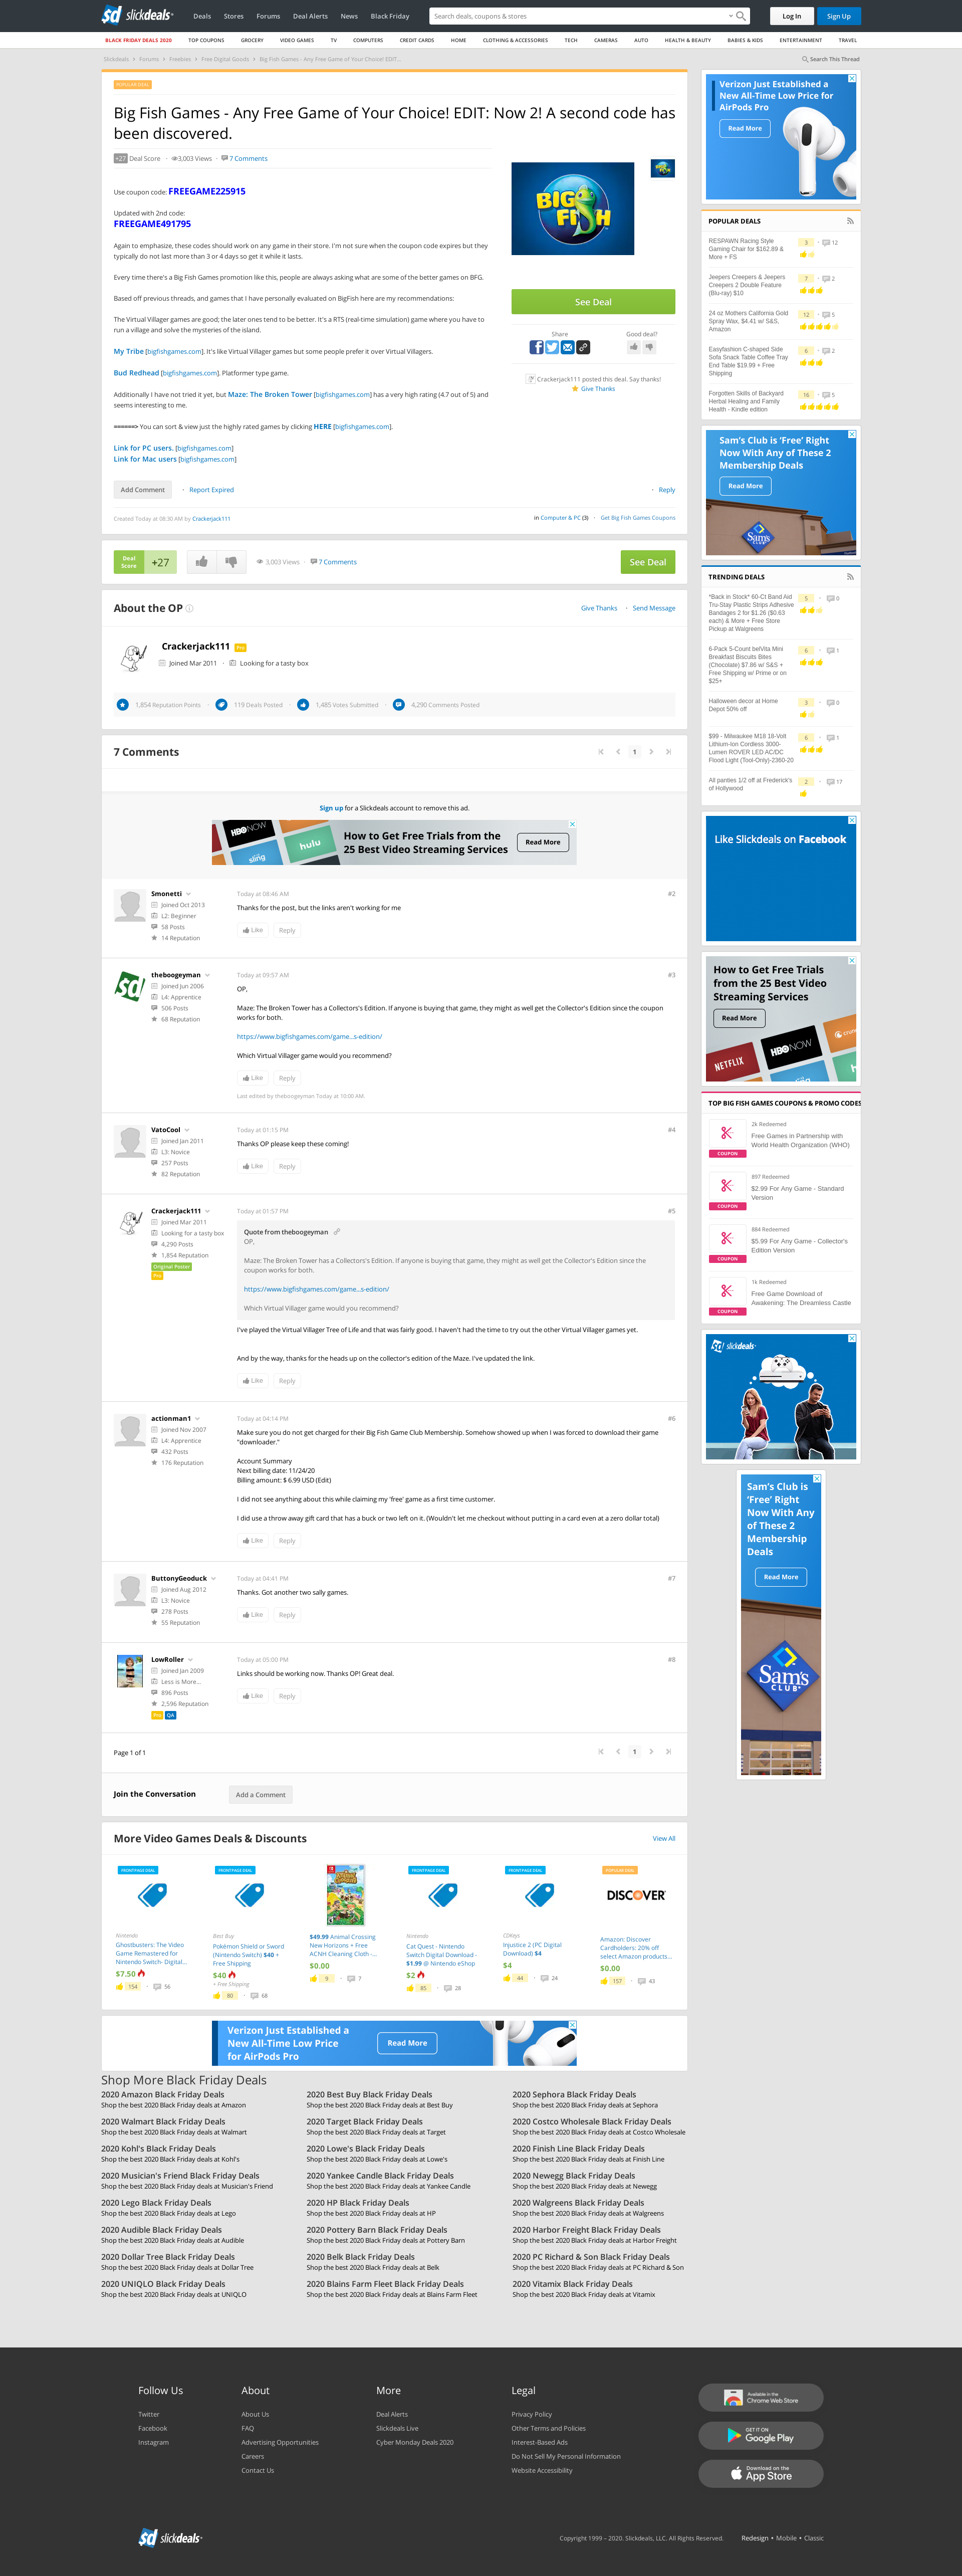 slickdeals
Deals Stores Forums Deal Alerts News Black Friday
Search deals, coupons & stores
Log In Sign Up
BLACK FRIDAY DEALS 2020 TOP COUPONS GROCERY VIDEO GAMES TV COMPUTERS CREDIT CARDS HOME CLOTHING & ACCESSORIES TECH CAMERAS AUTO HEALTH & BEAUTY BABIES & KIDS ENTERTAINMENT TRAVEL
Slickdeals Forums Freebies Free Digital Goods Big Fish Games - Any Free Game of Your Choice! EDIT...
Search This Thread
POPULAR DEAL
Big Fish Games - Any Free Game of Your Choice! EDIT: Now 2! A second code has
been discovered.
+27 Deal Score 3,003 Views 7 Comments
Use coupon code: FREEGAME225915
Updated with 2nd code:
FREEGAME491795
Again to emphasize, these codes should work on any game in their store. I'm not sure when the coupon code expires but they
typically do not last more than 3 or 4 days so get it while it lasts.
Every time there's a Big Fish Games promotion like this, people are always asking what are some of the better games on BFG.
Based off previous threads, and games that I have personally evaluated on BigFish here are my recommendations:
The Virtual Villager games are good; the later ones tend to be better. It's a RTS (real-time simulation) game where you have to
run a village and solve the mysteries of the island.
My Tribe [bigfishgames.com]. It's like Virtual Villagers games but some people prefer it over Virtual Villagers.
Bud Redhead [bigfishgames.com]. Platformer type game.
Additionally I have not tried it yet, but Maze: The Broken Tower [bigfishgames.com] has a very high rating (4.7 out of 5) and
seems interesting to me.
======> You can sort & view just the highly rated games by clicking HERE [bigfishgames.com].
Link for PC users. [bigfishgames.com]
Link for Mac users [bigfishgames.com]
BIG FISH
See Deal
Share Good deal?
Crackerjack111 posted this deal. Say thanks!
Give Thanks
Add Comment Report Expired Reply
Created Today at 08:30 AM by Crackerjack111
in Computer & PC (3) Get Big Fish Games Coupons
Deal
Score
+27
3,003 Views 7 Comments
See Deal
About the OP
Give Thanks Send Message
Crackerjack111 Pro
Joined Mar 2011 Looking for a tasty box
1,854 Reputation Points 119 Deals Posted 1,485 Votes Submitted 4,290 Comments Posted
7 Comments
1
Sign up for a Slickdeals account to remove this ad.
HBO NOW
sling
hulu
How to Get Free Trials from the
25 Best Video Streaming Services
Read More
Smonetti
Joined Oct 2013
L2: Beginner
58 Posts
14 Reputation
Today at 08:46 AM #2
Thanks for the post, but the links aren't working for me
Like Reply
theboogeyman
Joined Jun 2006
L4: Apprentice
506 Posts
68 Reputation
Today at 09:57 AM #3
OP,
Maze: The Broken Tower has a Collectors's Edition. If anyone is buying that game, they might as well get the Collector's Edition since the coupon
works for both.
https://www.bigfishgames.com/game...s-edition/
Which Virtual Villager game would you recommend?
Like Reply
Last edited by theboogeyman Today at 10:00 AM.
VatoCool
Joined Jan 2011
L3: Novice
257 Posts
82 Reputation
Today at 01:15 PM #4
Thanks OP please keep these coming!
Like Reply
Crackerjack111
Joined Mar 2011
Looking for a tasty box
4,290 Posts
1,854 Reputation
Original Poster
Pro
Today at 01:57 PM #5
Quote from theboogeyman
OP,
Maze: The Broken Tower has a Collectors's Edition. If anyone is buying that game, they might as well get the Collector's Edition since the
coupon works for both.
https://www.bigfishgames.com/game...s-edition/
Which Virtual Villager game would you recommend?
I've played the Virtual Villager Tree of Life and that was fairly good. I haven't had the time to try out the other Virtual Villager games yet.
And by the way, thanks for the heads up on the collector's edition of the Maze. I've updated the link.
Like Reply
actionman1
Joined Nov 2007
L4: Apprentice
432 Posts
176 Reputation
Today at 04:14 PM #6
Make sure you do not get charged for their Big Fish Game Club Membership. Somehow showed up when I was forced to download their game
"downloader."
Account Summary
Next billing date: 11/24/20
Billing amount: $ 6.99 USD (Edit)
I did not see anything about this while claiming my 'free' game as a first time customer.
I did use a throw away gift card that has a buck or two left on it. (Wouldn't let me checkout without putting in a card even at a zero dollar total)
Like Reply
ButtonyGeoduck
Joined Aug 2012
L3: Novice
278 Posts
55 Reputation
Today at 04:41 PM #7
Thanks. Got another two sally games.
Like Reply
LowRoller
Joined Jan 2009
Less is More...
896 Posts
2,596 Reputation
Pro QA
Today at 05:00 PM #8
Links should be working now. Thanks OP! Great deal.
Like Reply
Page 1 of 1 1
Join the Conversation Add a Comment
More Video Games Deals & Discounts View All
FRONTPAGE DEAL
Nintendo
Ghostbusters: The Video
Game Remastered for
Nintendo Switch- Digital...
$7.50
154 56
FRONTPAGE DEAL
Best Buy
Pokémon Shield or Sword
(Nintendo Switch) $40 +
Free Shipping
$40
+ Free Shipping
80 68
$49.99 Animal Crossing
New Horizons + Free
ACNH Cleaning Cloth -...
$0.00
9 7
FRONTPAGE DEAL
Nintendo
Cat Quest - Nintendo
Switch Digital Download -
$1.99 @ Nintendo eShop
$2
85 28
FRONTPAGE DEAL
CDKeys
Injustice 2 (PC Digital
Download) $4
$4
44 24
POPULAR DEAL
DISCOVER
Amazon: Discover
Cardholders: 20% off
select Amazon products...
$0.00
157 43
Verizon Just Established a
New All-Time Low Price
for AirPods Pro
Read More
Shop More Black Friday Deals
2020 Amazon Black Friday Deals
Shop the best 2020 Black Friday deals at Amazon
2020 Best Buy Black Friday Deals
Shop the best 2020 Black Friday deals at Best Buy
2020 Sephora Black Friday Deals
Shop the best 2020 Black Friday deals at Sephora
2020 Walmart Black Friday Deals
Shop the best 2020 Black Friday deals at Walmart
2020 Target Black Friday Deals
Shop the best 2020 Black Friday deals at Target
2020 Costco Wholesale Black Friday Deals
Shop the best 2020 Black Friday deals at Costco Wholesale
2020 Kohl's Black Friday Deals
Shop the best 2020 Black Friday deals at Kohl's
2020 Lowe's Black Friday Deals
Shop the best 2020 Black Friday deals at Lowe's
2020 Finish Line Black Friday Deals
Shop the best 2020 Black Friday deals at Finish Line
2020 Musician's Friend Black Friday Deals
Shop the best 2020 Black Friday deals at Musician's Friend
2020 Yankee Candle Black Friday Deals
Shop the best 2020 Black Friday deals at Yankee Candle
2020 Newegg Black Friday Deals
Shop the best 2020 Black Friday deals at Newegg
2020 Lego Black Friday Deals
Shop the best 2020 Black Friday deals at Lego
2020 HP Black Friday Deals
Shop the best 2020 Black Friday deals at HP
2020 Walgreens Black Friday Deals
Shop the best 2020 Black Friday deals at Walgreens
2020 Audible Black Friday Deals
Shop the best 2020 Black Friday deals at Audible
2020 Pottery Barn Black Friday Deals
Shop the best 2020 Black Friday deals at Pottery Barn
2020 Harbor Freight Black Friday Deals
Shop the best 2020 Black Friday deals at Harbor Freight
2020 Dollar Tree Black Friday Deals
Shop the best 2020 Black Friday deals at Dollar Tree
2020 Belk Black Friday Deals
Shop the best 2020 Black Friday deals at Belk
2020 PC Richard & Son Black Friday Deals
Shop the best 2020 Black Friday deals at PC Richard & Son
2020 UNIQLO Black Friday Deals
Shop the best 2020 Black Friday deals at UNIQLO
2020 Blains Farm Fleet Black Friday Deals
Shop the best 2020 Black Friday deals at Blains Farm Fleet
2020 Vitamix Black Friday Deals
Shop the best 2020 Black Friday deals at Vitamix
Verizon Just Established a
New All-Time Low Price for
AirPods Pro
Read More
POPULAR DEALS
RESPAWN Racing Style
Gaming Chair for $162.89 &
More + FS
3 12
Jeepers Creepers & Jeepers
Creepers 2 Double Feature
(Blu-ray) $10
7 2
24 oz Mothers California Gold
Spray Wax, $4.41 w/ S&S,
Amazon
12 5
Easyfashion C-shaped Side
Sofa Snack Table Coffee Tray
End Table $19.99 + Free
Shipping
6 2
Forgotten Skills of Backyard
Herbal Healing and Family
Health - Kindle edition
16 5
Sam's Club is 'Free' Right
Now With Any of These 2
Membership Deals
Read More
Sam's
CLUB
TRENDING DEALS
*Back in Stock* 60-Ct Band Aid
Tru-Stay Plastic Strips Adhesive
Bandages 2 for $1.26 ($0.63
each) & More + Free Store
Pickup at Walgreens
5 0
6-Pack 5-Count belVita Mini
Breakfast Biscuits Bites
(Chocolate) $7.86 w/ S&S +
Free Shipping w/ Prime or on
$25+
6 1
Halloween decor at Home
Depot 50% off
3 0
$99 - Milwaukee M18 18-Volt
Lithium-Ion Cordless 3000-
Lumen ROVER LED AC/DC
Flood Light (Tool-Only)-2360-20
6 1
All panties 1/2 off at Frederick's
of Hollywood
2 17
Like Slickdeals on Facebook
How to Get Free Trials
from the 25 Best Video
Streaming Services
Read More
NETFLIX
HBO NOW
hulu
crunchyroll
TOP BIG FISH GAMES COUPONS & PROMO CODES
2k Redeemed
Free Games in Partnership with
World Health Organization (WHO)
COUPON
897 Redeemed
$2.99 For Any Game - Standard
Version
COUPON
884 Redeemed
$5.99 For Any Game - Collector's
Edition Version
COUPON
1k Redeemed
Free Game Download of
Awakening: The Dreamless Castle
COUPON
slickdeals
Sam's Club is
'Free' Right
Now With Any
of These 2
Membership
Deals
Read More
Sam's
CLUB
Follow Us
Twitter
Facebook
Instagram
About
About Us
FAQ
Advertising Opportunities
Careers
Contact Us
More
Deal Alerts
Slickdeals Live
Cyber Monday Deals 2020
Legal
Privacy Policy
Other Terms and Policies
Interest-Based Ads
Do Not Sell My Personal Information
Website Accessibility
Available in the
Chrome Web Store
GET IT ON
Google Play
Download on the
App Store
slickdeals
Copyright 1999 – 2020. Slickdeals, LLC. All Rights Reserved. Redesign • Mobile • Classic